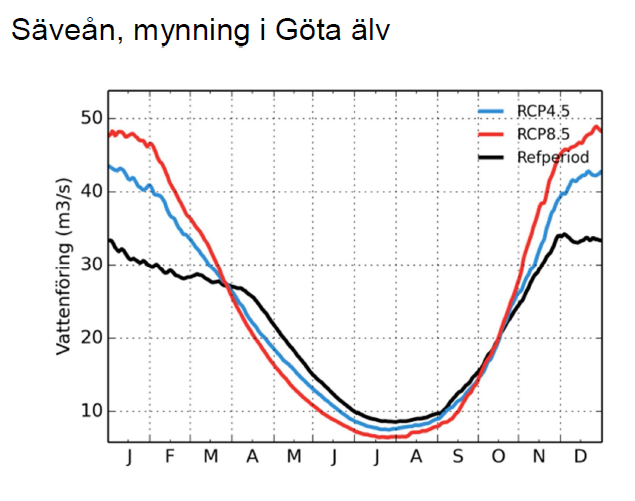 Säveån, mynning i Göta älv
RCP4.5
RCP8.5
Refperiod
Vattenföring (m3/s)
50
40
30
20
10
J F M A M J J A S O N D